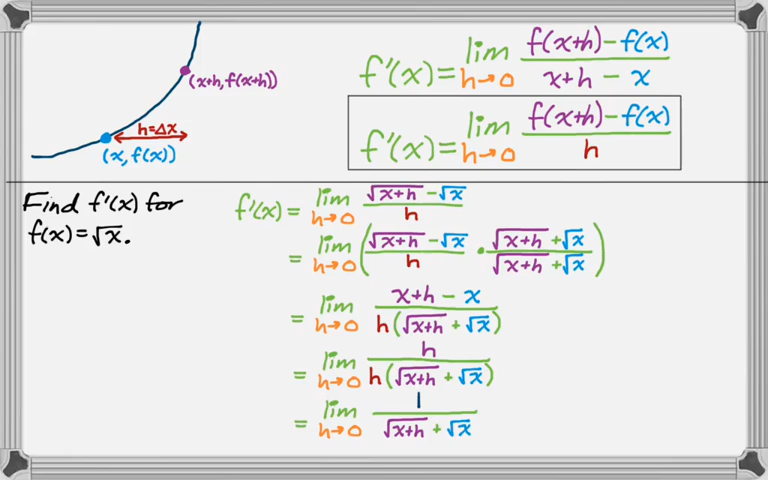 (x+h, f(x+h))
h=Δx
(x, f(x))
f'(x) = lim h→0 (f(x+h) - f(x))/(x+h - x)
f'(x) = lim h→0 (f(x+h) - f(x))/h
Find f'(x) for
f(x)=√x.
f'(x) = lim h→0 (√(x+h) - √x)/h
= lim h→0 ((√(x+h) - √x)/h · (√(x+h) + √x)/(√(x+h) + √x))
= lim h→0 (x+h - x)/(h(√(x+h) + √x))
= lim h→0 h/(h(√(x+h) + √x))
= lim h→0 1/(√(x+h) + √x)